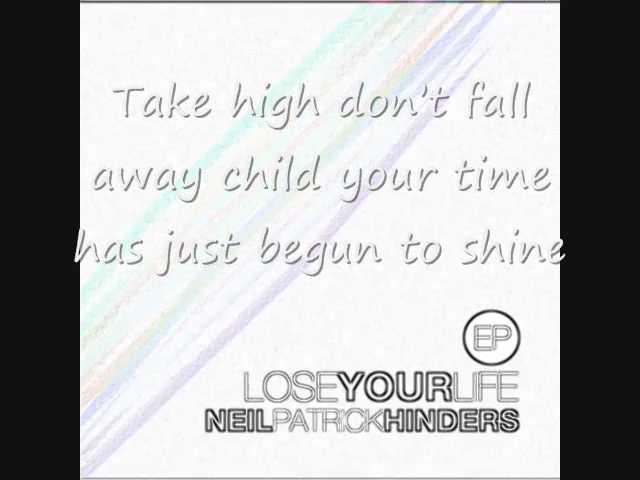 Take high don't fall
away child your time
has just begun to shine
EP
LOSEYOURLIFE
NEILPATRICKHINDERS